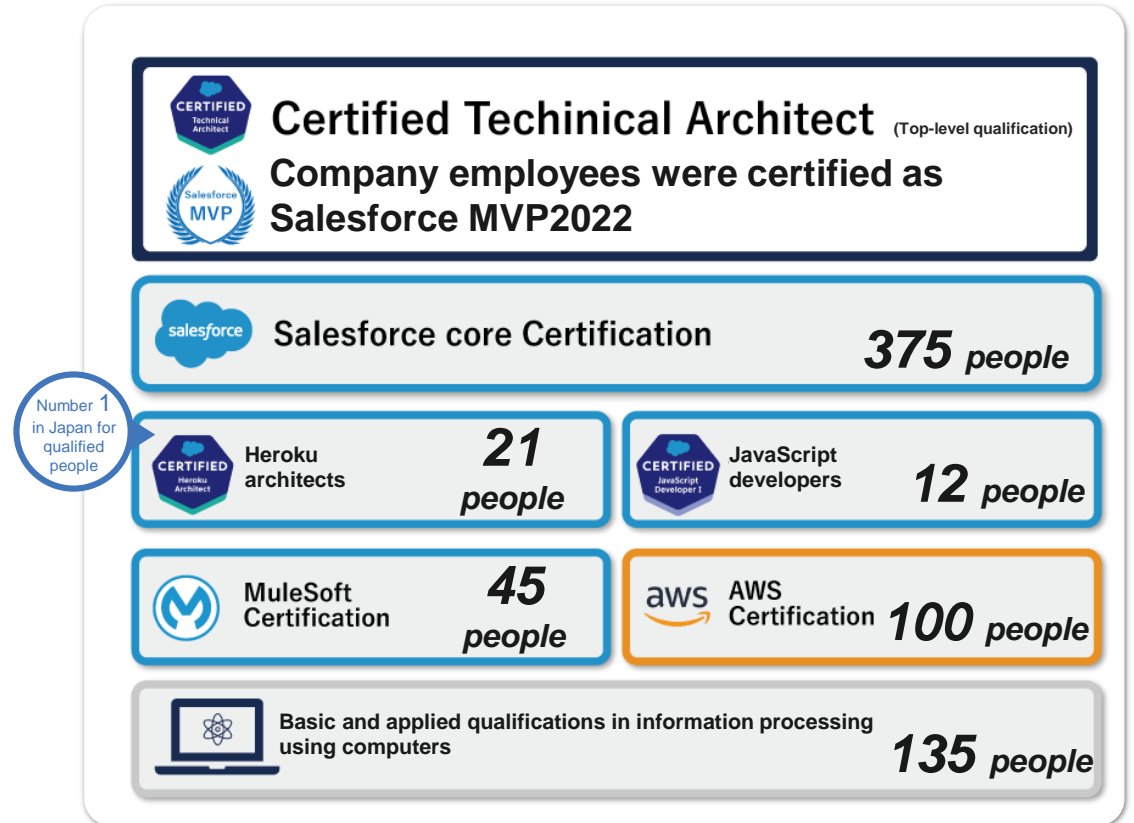 CERTIFIED
Technical
Architect
Certified Techinical Architect (Top-level qualification)
Salesforce
MVP
Company employees were certified as
Salesforce MVP2022
salesforce
Salesforce core Certification
375 people
Number 1
in Japan for
qualified
people
CERTIFIED
Heroku
Architect
Heroku
architects
21
people
CERTIFIED
JavaScript
Developer I
JavaScript
developers
12 people
MuleSoft
Certification
45
people
aws
AWS
Certification
100 people
Basic and applied qualifications in information processing
using computers
135 people